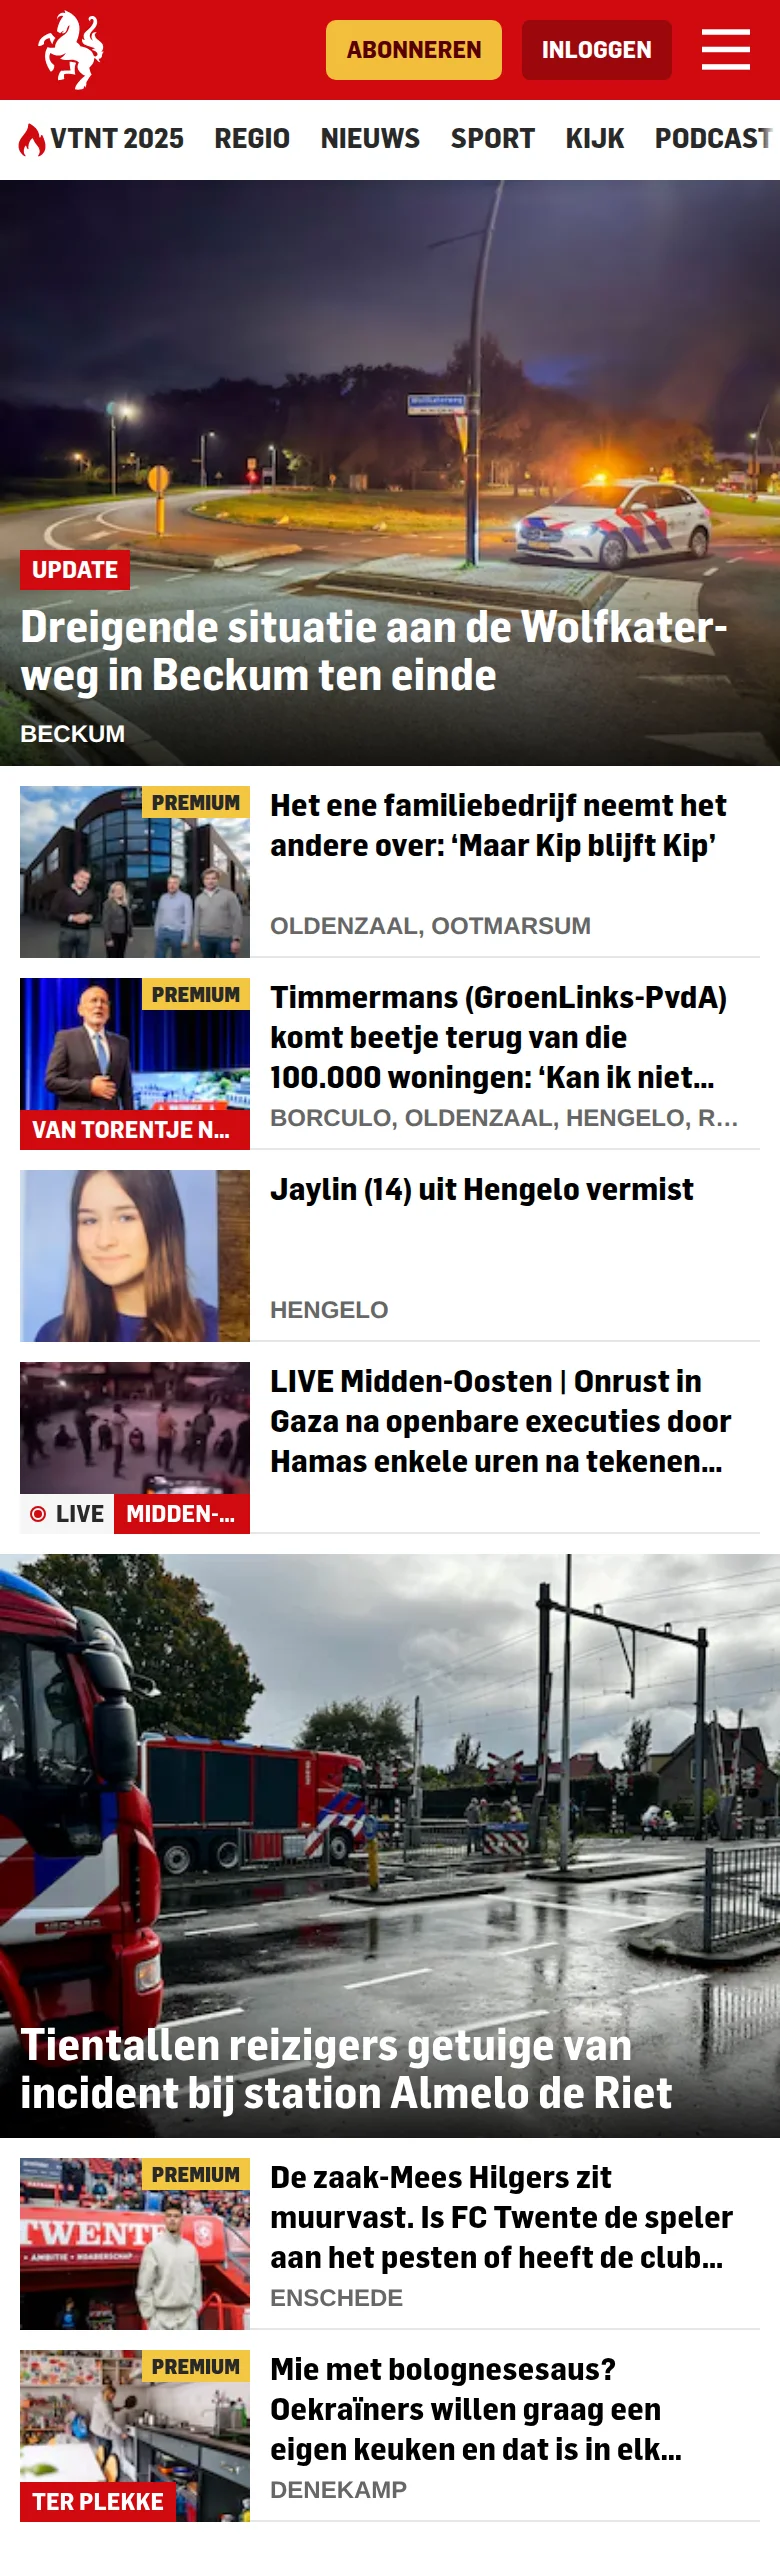 ABONNEREN
INLOGGEN
VTNT 2025 REGIO NIEUWS SPORT KIJK PODCAST
Wolfkaterweg
UPDATE
Dreigende situatie aan de Wolfkater-
weg in Beckum ten einde
BECKUM
PREMIUM
Het ene familiebedrijf neemt het
andere over: ‘Maar Kip blijft Kip’
OLDENZAAL, OOTMARSUM
PREMIUM
VAN TORENTJE N...
Timmermans (GroenLinks-PvdA)
komt beetje terug van die
100.000 woningen: ‘Kan ik niet...
BORCULO, OLDENZAAL, HENGELO, R...
Jaylin (14) uit Hengelo vermist
HENGELO
LIVE MIDDEN-...
LIVE Midden-Oosten | Onrust in
Gaza na openbare executies door
Hamas enkele uren na tekenen...
Tientallen reizigers getuige van
incident bij station Almelo de Riet
PREMIUM
TWENTE
AMBITIE • NOABERSCHAP
De zaak-Mees Hilgers zit
muurvast. Is FC Twente de speler
aan het pesten of heeft de club...
ENSCHEDE
PREMIUM
TER PLEKKE
Mie met bolognesesaus?
Oekraïners willen graag een
eigen keuken en dat is in elk...
DENEKAMP